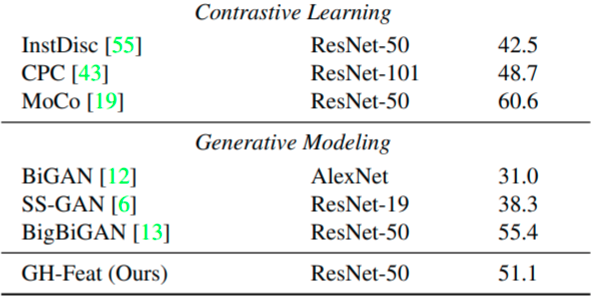 Contrastive Learning
InstDisc [55] ResNet-50 42.5
CPC [43] ResNet-101 48.7
MoCo [19] ResNet-50 60.6
Generative Modeling
BiGAN [12] AlexNet 31.0
SS-GAN [6] ResNet-19 38.3
BigBiGAN [13] ResNet-50 55.4
GH-Feat (Ours) ResNet-50 51.1